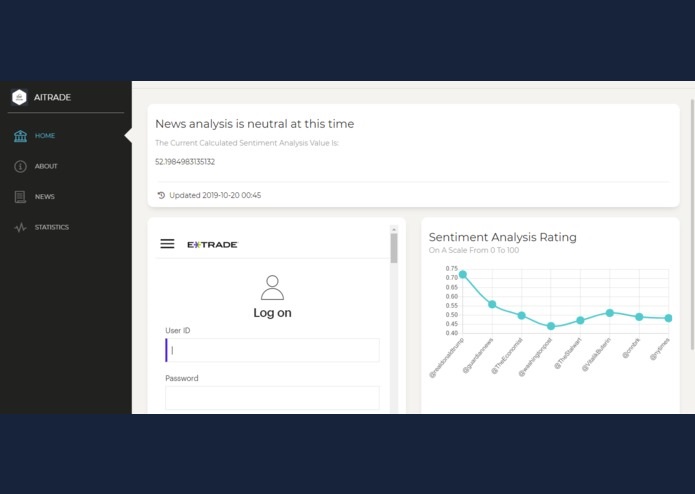 AITRADE
HOME
ABOUT
NEWS
STATISTICS
News analysis is neutral at this time
The Current Calculated Sentiment Analysis Value Is:
52.1984983135132
Updated 2019-10-20 00:45
E*TRADE
Log on
User ID
Password
Sentiment Analysis Rating
On A Scale From 0 To 100
0.75
0.70
0.65
0.60
0.55
0.50
0.45
0.40
@realdonaldtrump
@guardiannews
@TheEconomist
@washingtonpost
@TheStalwart
@VitalikButerin
@cnnbrk
@nytimes